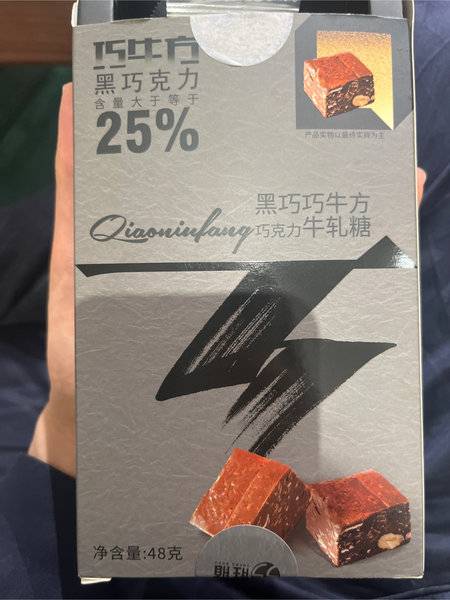 巧牛方
黑巧克力
含量大于等于
25%
产品实物以最终实物为主
Qiaoniufang
黑巧巧牛方
巧克力牛轧糖
净含量:48克